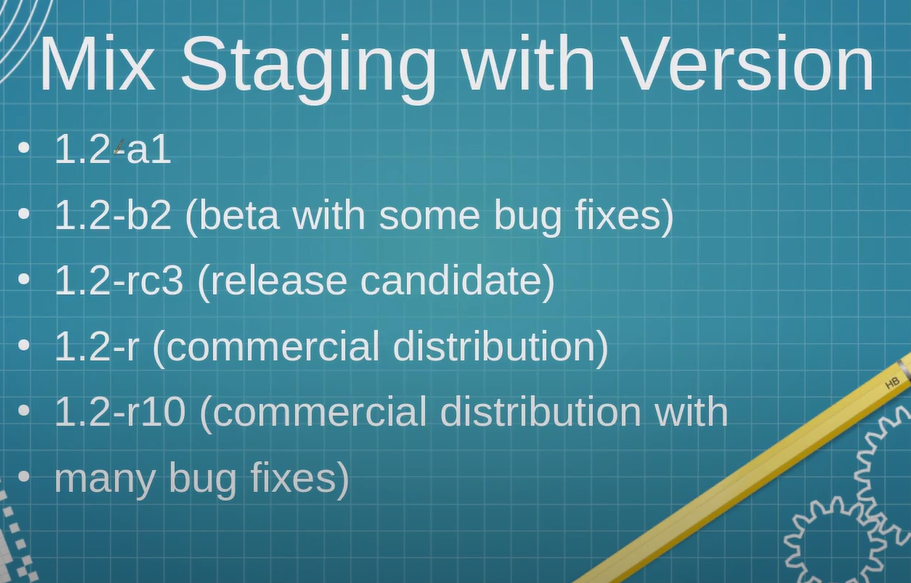 Mix Staging with Version
• 1.2-a1
• 1.2-b2 (beta with some bug fixes)
• 1.2-rc3 (release candidate)
• 1.2-r (commercial distribution)
• 1.2-r10 (commercial distribution with
• many bug fixes)
HB